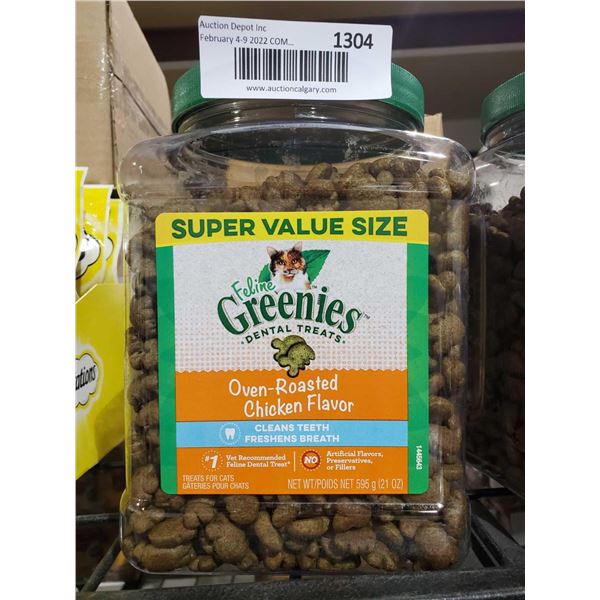 Auction Depot Inc
February 4-9 2022 COM...
1304
www.auctioncalgary.com
SUPER VALUE SIZE
Feline
Greenies™
DENTAL TREATS
Oven-Roasted
Chicken Flavor
CLEANS TEETH
FRESHENS BREATH
#1 Vet Recommended
Feline Dental Treat*
NO Artificial Flavors,
Preservatives,
or Fillers
TREATS FOR CATS
GÂTERIES POUR CHATS
NET WT/POIDS NET 595 g (21 OZ)
1446643